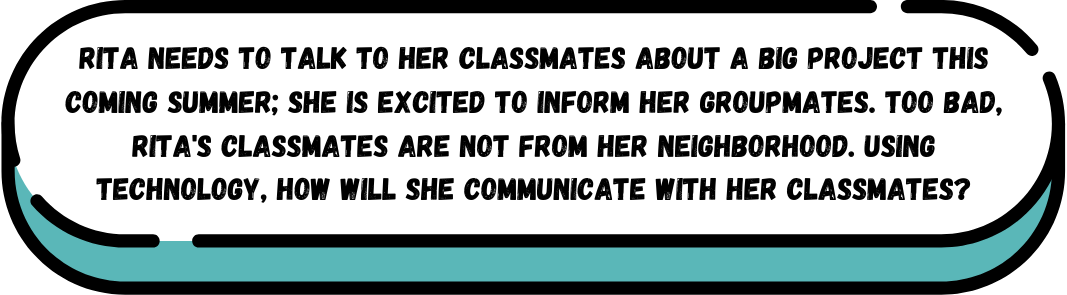 RITA NEEDS TO TALK TO HER CLASSMATES ABOUT A BIG PROJECT THIS
COMING SUMMER; SHE IS EXCITED TO INFORM HER GROUPMATES. TOO BAD,
RITA'S CLASSMATES ARE NOT FROM HER NEIGHBORHOOD. USING
TECHNOLOGY, HOW WILL SHE COMMUNICATE WITH HER CLASSMATES?